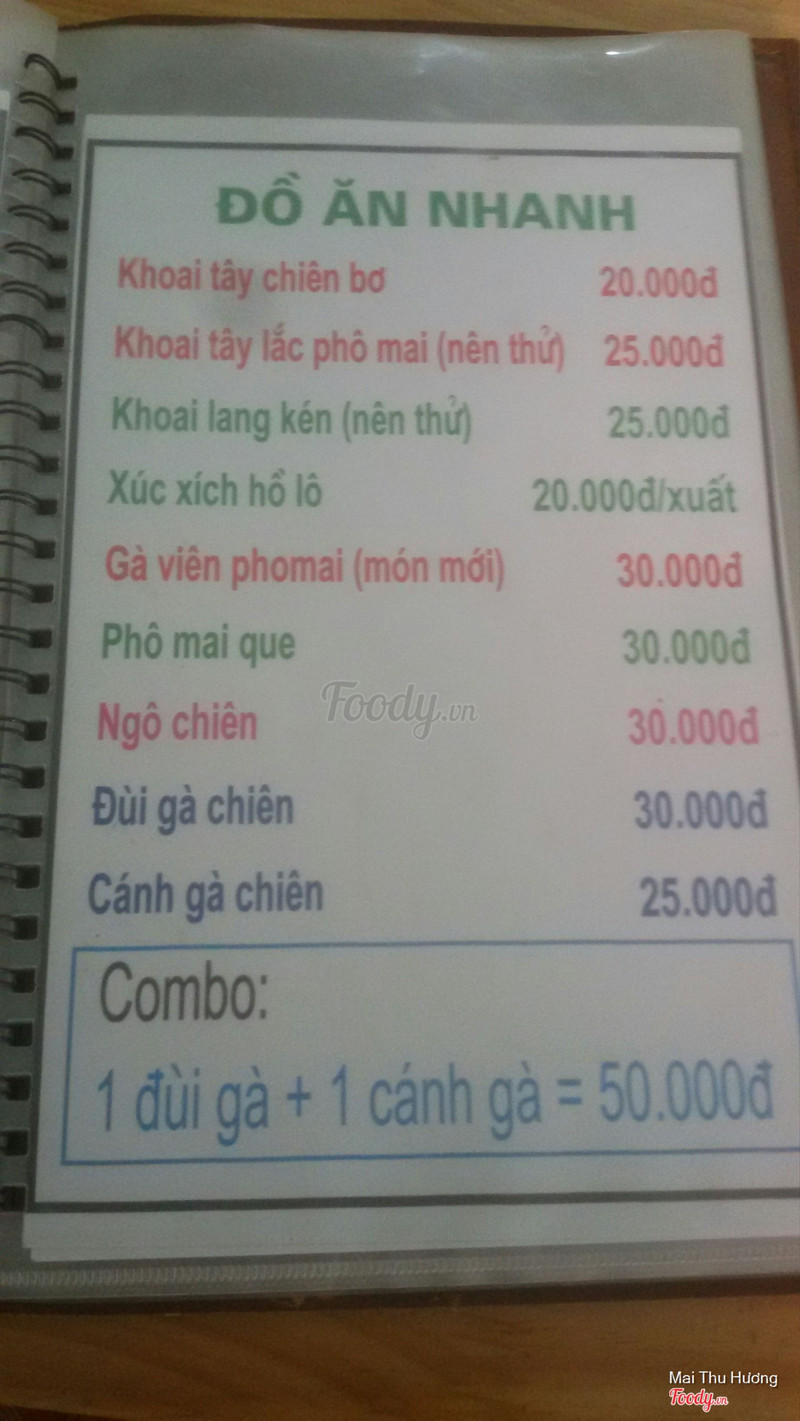 ĐỒ ĂN NHANH
Khoai tây chiên bơ 20.000đ
Khoai tây lắc phô mai (nên thử) 25.000đ
Khoai lang kén (nên thử) 25.000đ
Xúc xích hồ lô 20.000đ/xuất
Gà viên phomai (món mới) 30.000đ
Phô mai que 30.000đ
Ngô chiên 30.000đ
Đùi gà chiên 30.000đ
Cánh gà chiên 25.000đ
Combo:
1 đùi gà + 1 cánh gà = 50.000đ
Foody.vn
Mai Thu Hương
Foody.vn